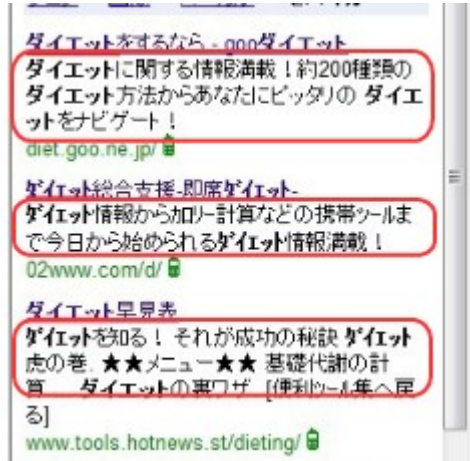 ダイエットをするなら - gooダイエット
ダイエットに関する情報満載！約200種類の
ダイエット方法からあなたにピッタリの ダイエ
ットをナビゲート！
diet.goo.ne.jp/
ﾀﾞｲｴｯﾄ総合支援-即席ﾀﾞｲｴｯﾄ-
ﾀﾞｲｴｯﾄ情報からｶﾛﾘｰ計算などの携帯ﾂｰﾙま
で今日から始められるﾀﾞｲｴｯﾄ情報満載！
02www.com/d/
ダイエット早見表
ﾀﾞｲｴｯﾄを知る！ それが成功の秘訣 ﾀﾞｲｴｯﾄ
虎の巻. ★★メニュー★★ 基礎代謝の計
算 ... ダイエットの裏ワザ. [便利ﾂｰﾙ集へ戻
る]
www.tools.hotnews.st/dieting/